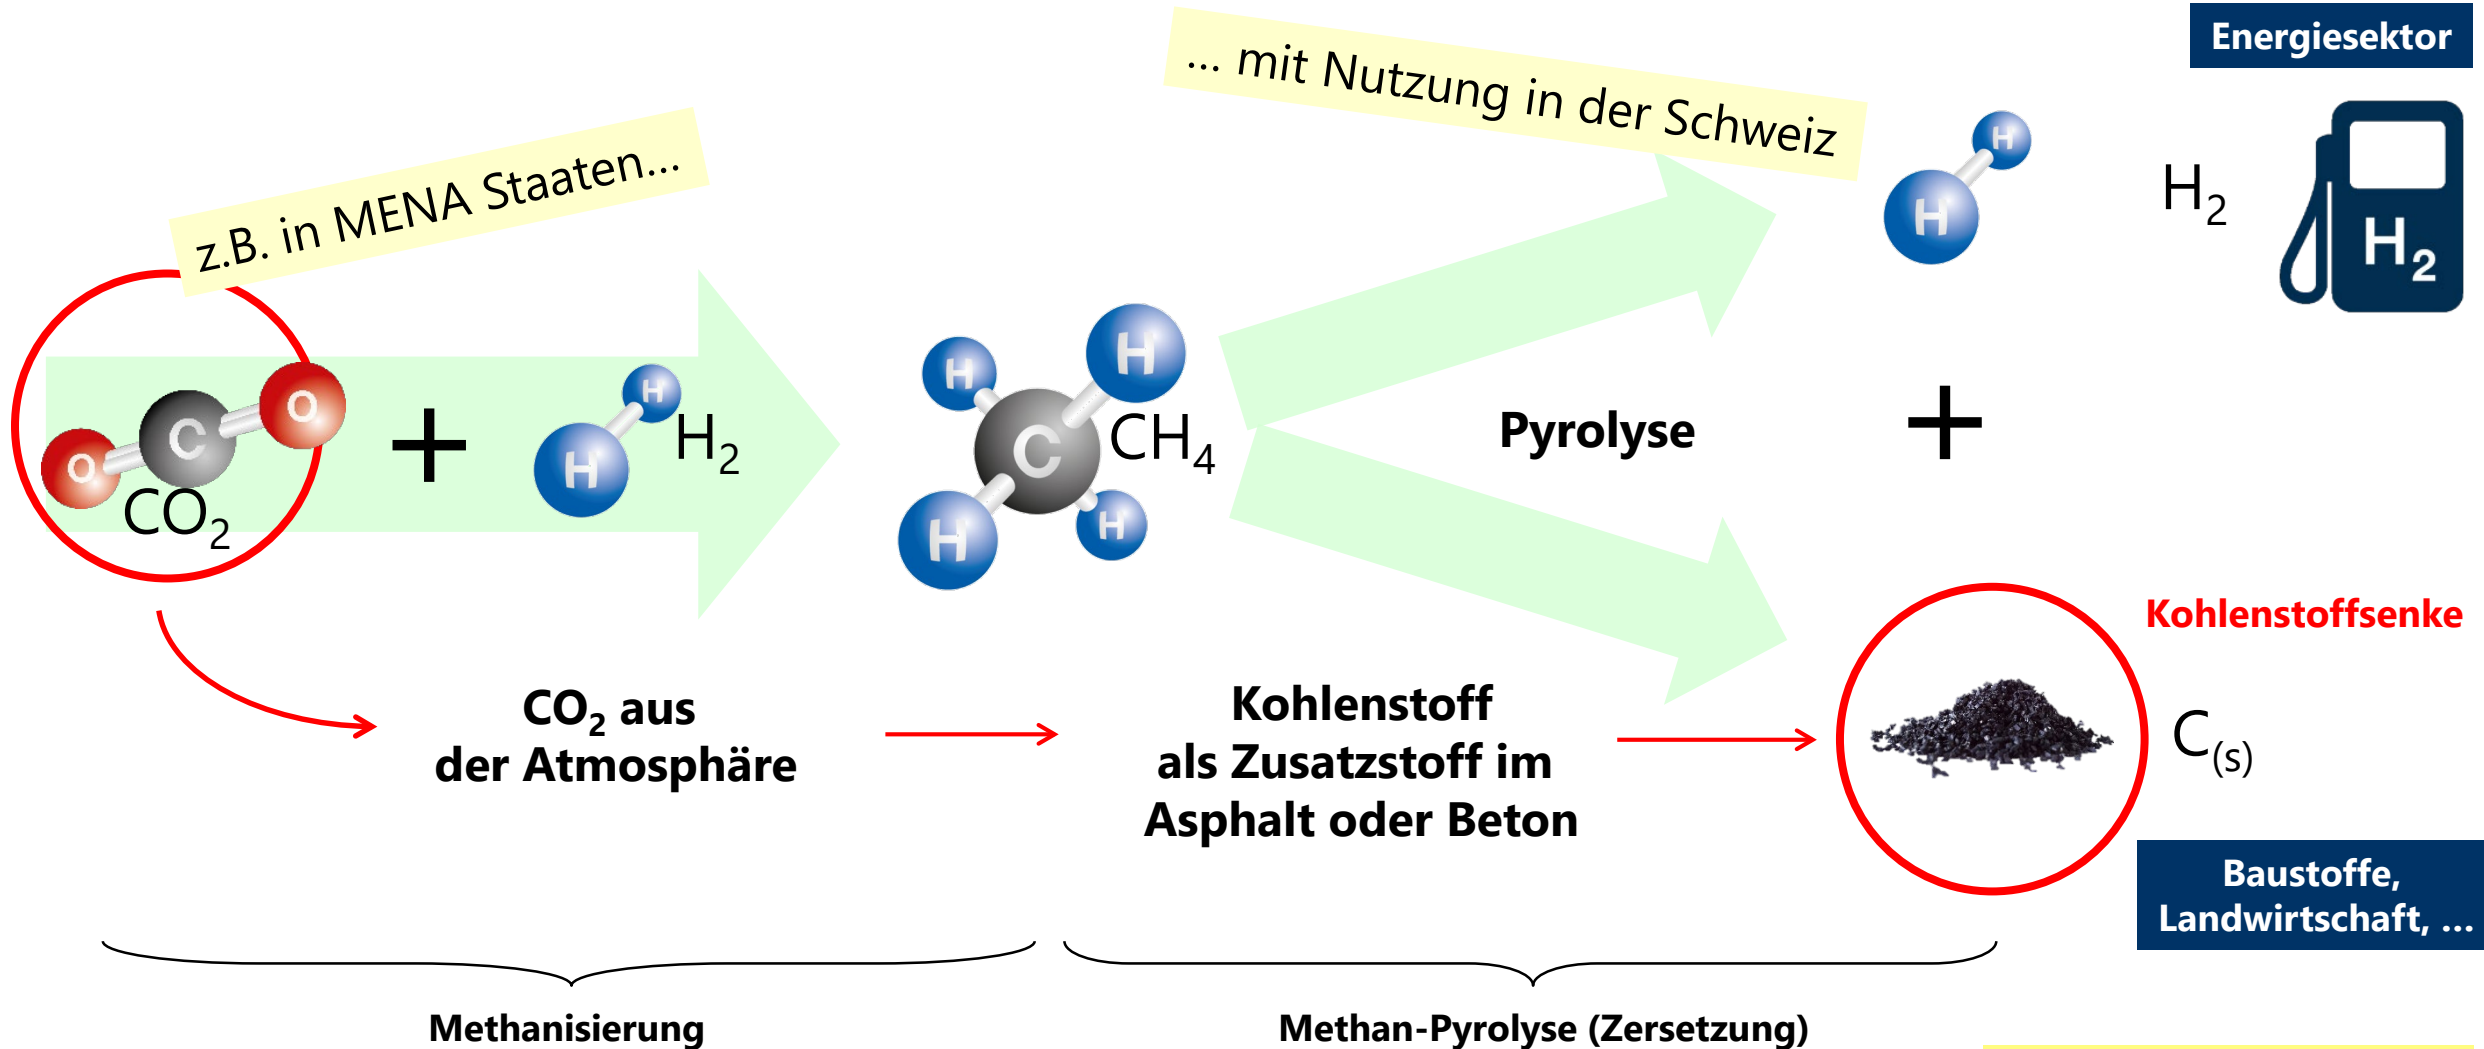 Energiesektor
... mit Nutzung in der Schweiz
z.B. in MENA Staaten...
H
H
H₂
H₂
O
C
O
CO₂
+
H
H
H₂
H
H
C
H
H
CH₄
Pyrolyse
+
Kohlenstoffsenke
CO₂ aus
der Atmosphäre
Kohlenstoff
als Zusatzstoff im
Asphalt oder Beton
C(s)
Baustoffe,
Landwirtschaft, ...
Methanisierung
Methan-Pyrolyse (Zersetzung)